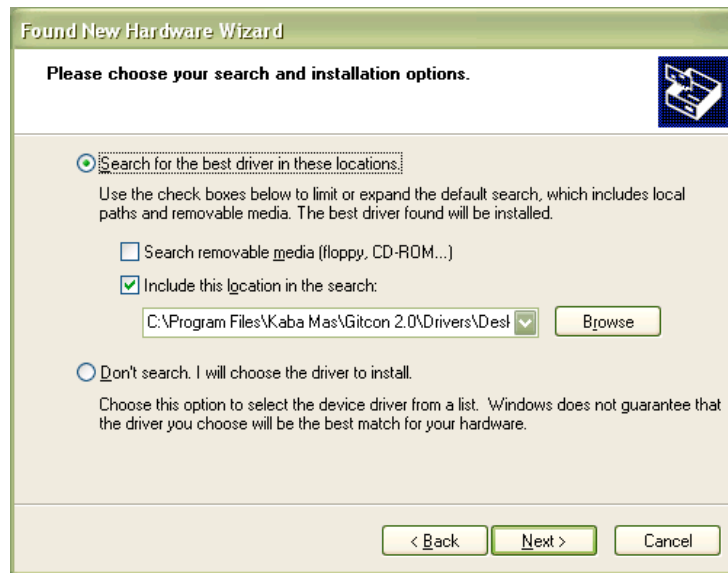 Found New Hardware Wizard
Please choose your search and installation options.
Search for the best driver in these locations.
Use the check boxes below to limit or expand the default search, which includes local
paths and removable media. The best driver found will be installed.
Search removable media (floppy, CD-ROM...)
Include this location in the search:
C:\Program Files\Kaba Mas\Gitcon 2.0\Drivers\Desk
Browse
Don't search. I will choose the driver to install.
Choose this option to select the device driver from a list. Windows does not guarantee that
the driver you choose will be the best match for your hardware.
< Back
Next >
Cancel